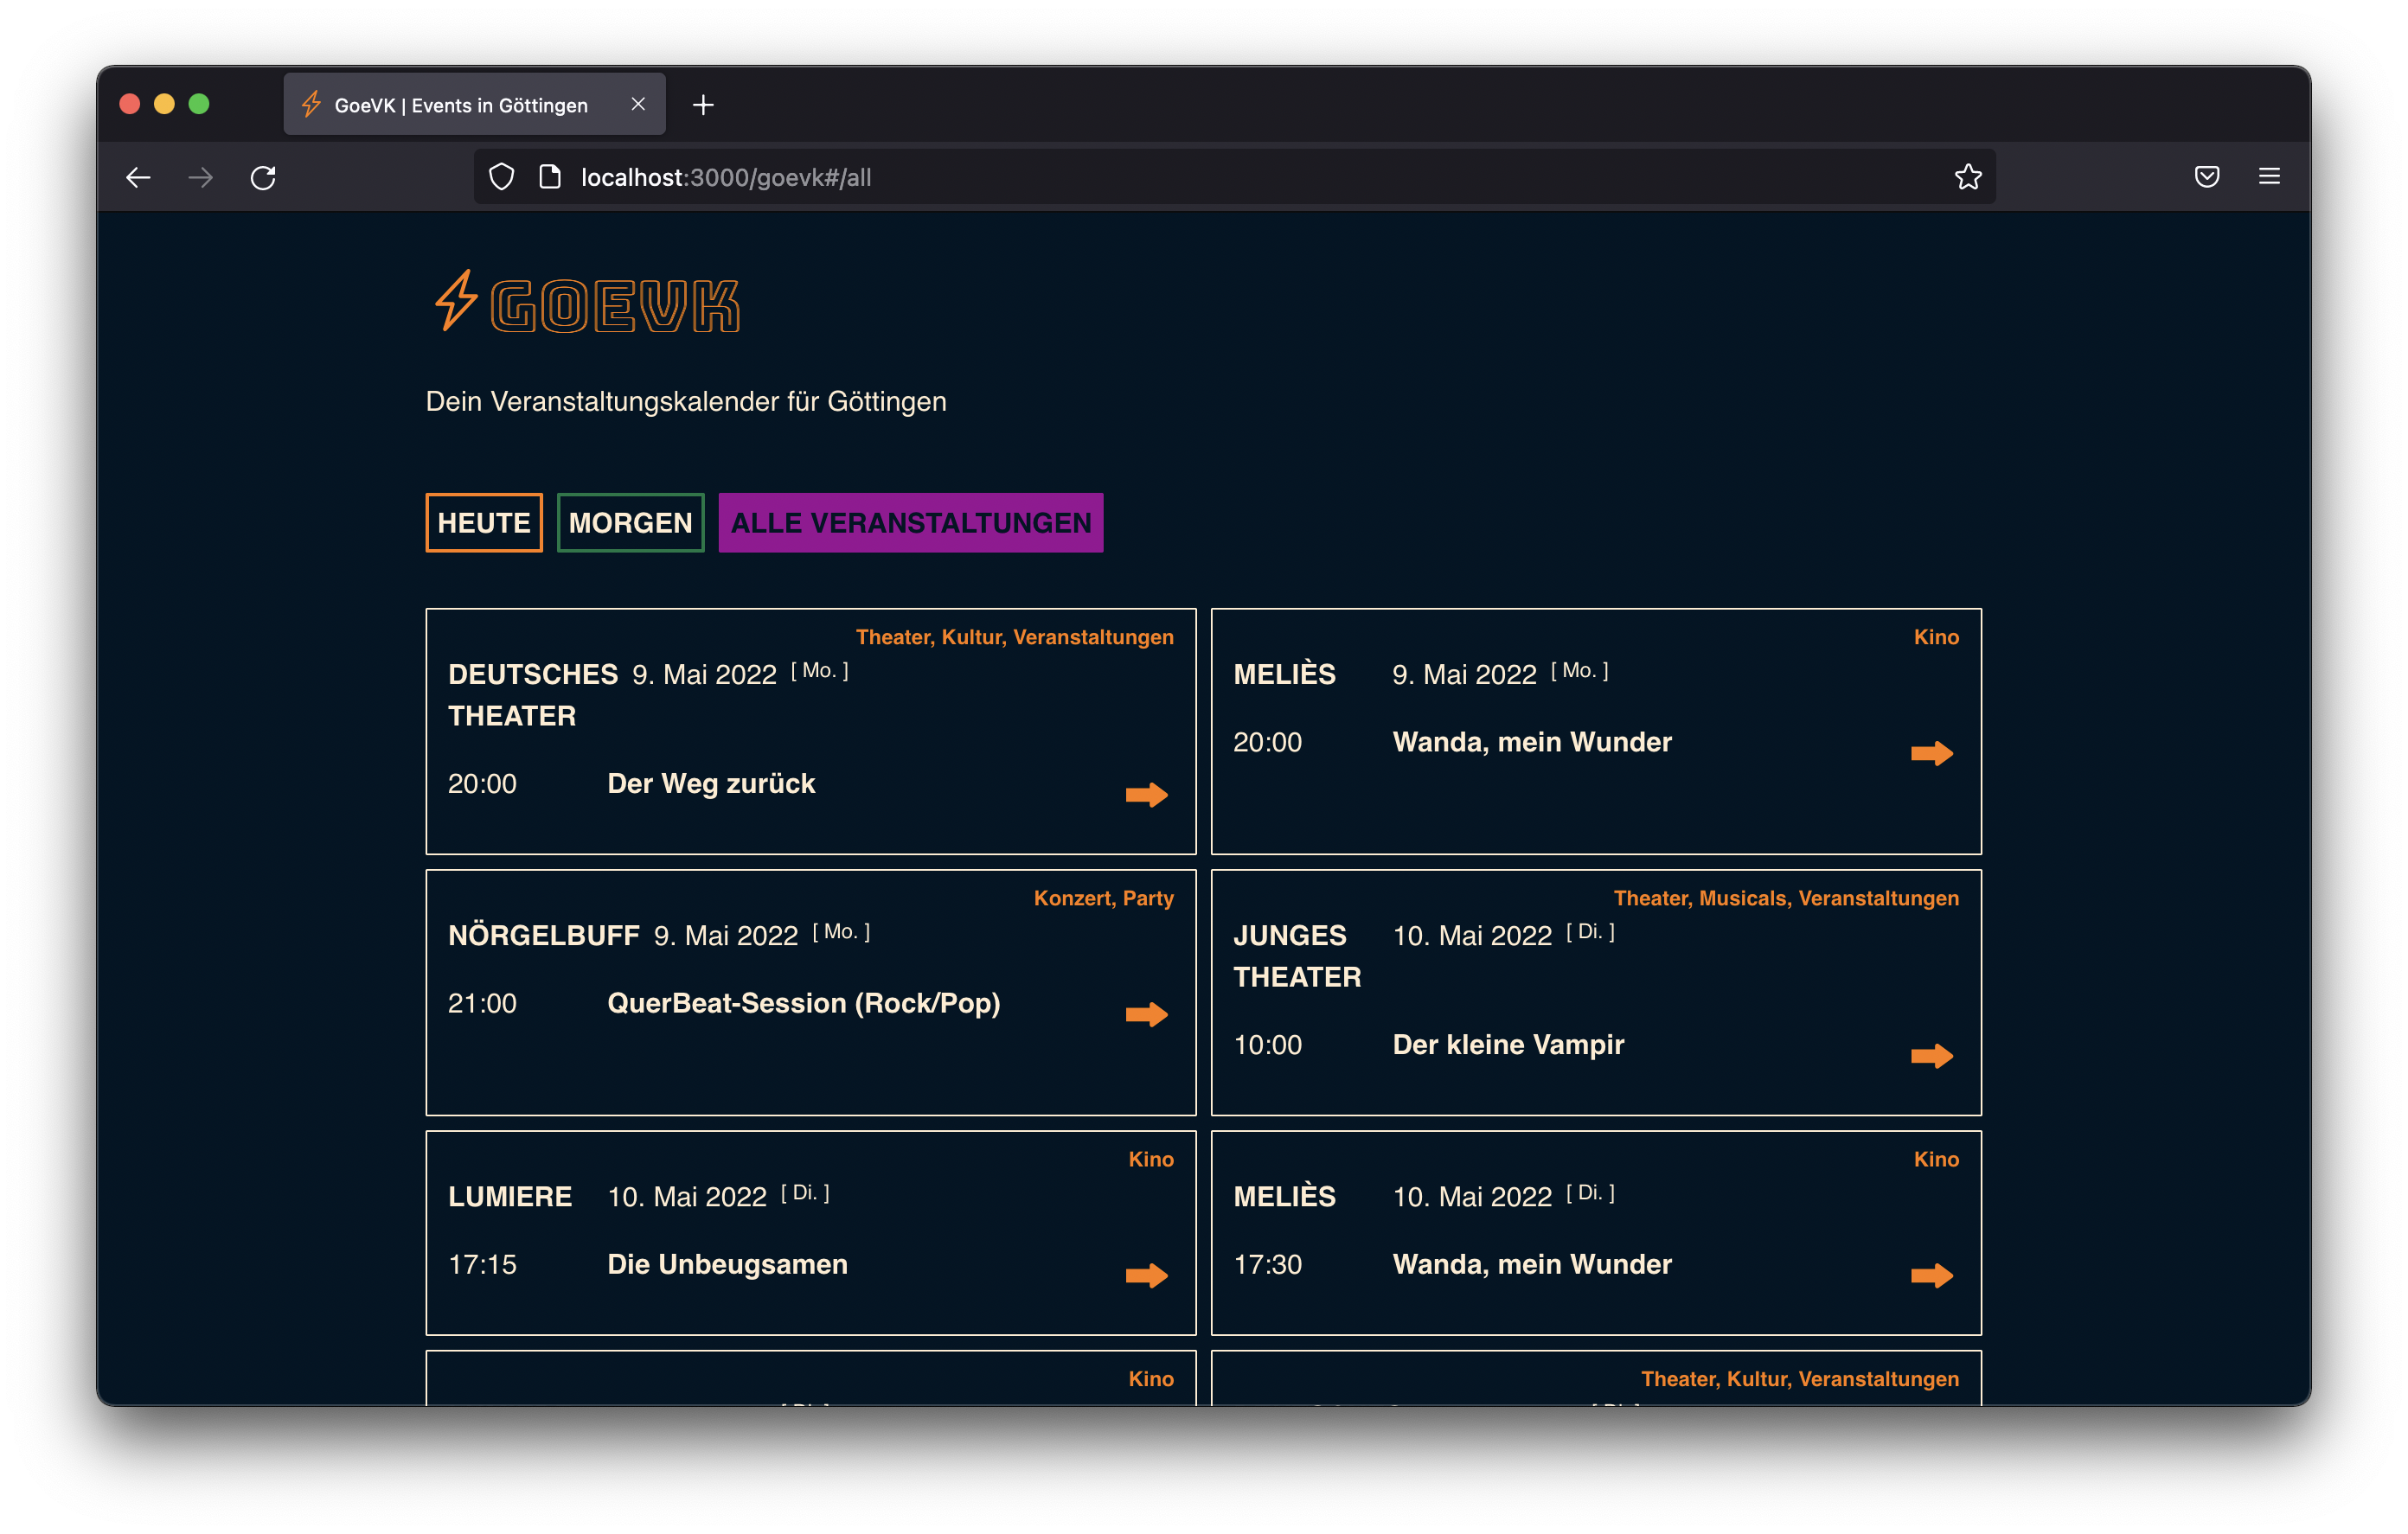 GoeVK | Events in Göttingen
localhost:3000/goevk#/all
GOEVK
Dein Veranstaltungskalender für Göttingen
HEUTE MORGEN ALLE VERANSTALTUNGEN
Theater, Kultur, Veranstaltungen
DEUTSCHES 9. Mai 2022 [ Mo. ]
THEATER
20:00 Der Weg zurück
Kino
MELIÈS 9. Mai 2022 [ Mo. ]
20:00 Wanda, mein Wunder
Konzert, Party
NÖRGELBUFF 9. Mai 2022 [ Mo. ]
21:00 QuerBeat-Session (Rock/Pop)
Theater, Musicals, Veranstaltungen
JUNGES 10. Mai 2022 [ Di. ]
THEATER
10:00 Der kleine Vampir
Kino
LUMIERE 10. Mai 2022 [ Di. ]
17:15 Die Unbeugsamen
Kino
MELIÈS 10. Mai 2022 [ Di. ]
17:30 Wanda, mein Wunder
Kino
Theater, Kultur, Veranstaltungen